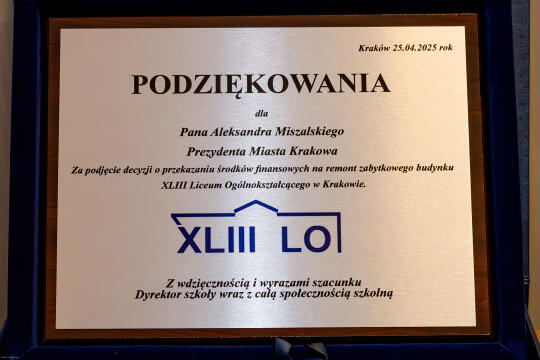 Kraków 25.04.2025 rok
PODZIĘKOWANIA
dla
Pana Aleksandra Miszalskiego
Prezydenta Miasta Krakowa
Za podjęcie decyzji o przekazaniu środków finansowych na remont zabytkowego budynku
XLIII Liceum Ogólnokształcącego w Krakowie.
XLIII LO
Z wdzięcznością i wyrazami szacunku
Dyrektor szkoły wraz z całą społecznością szkolną